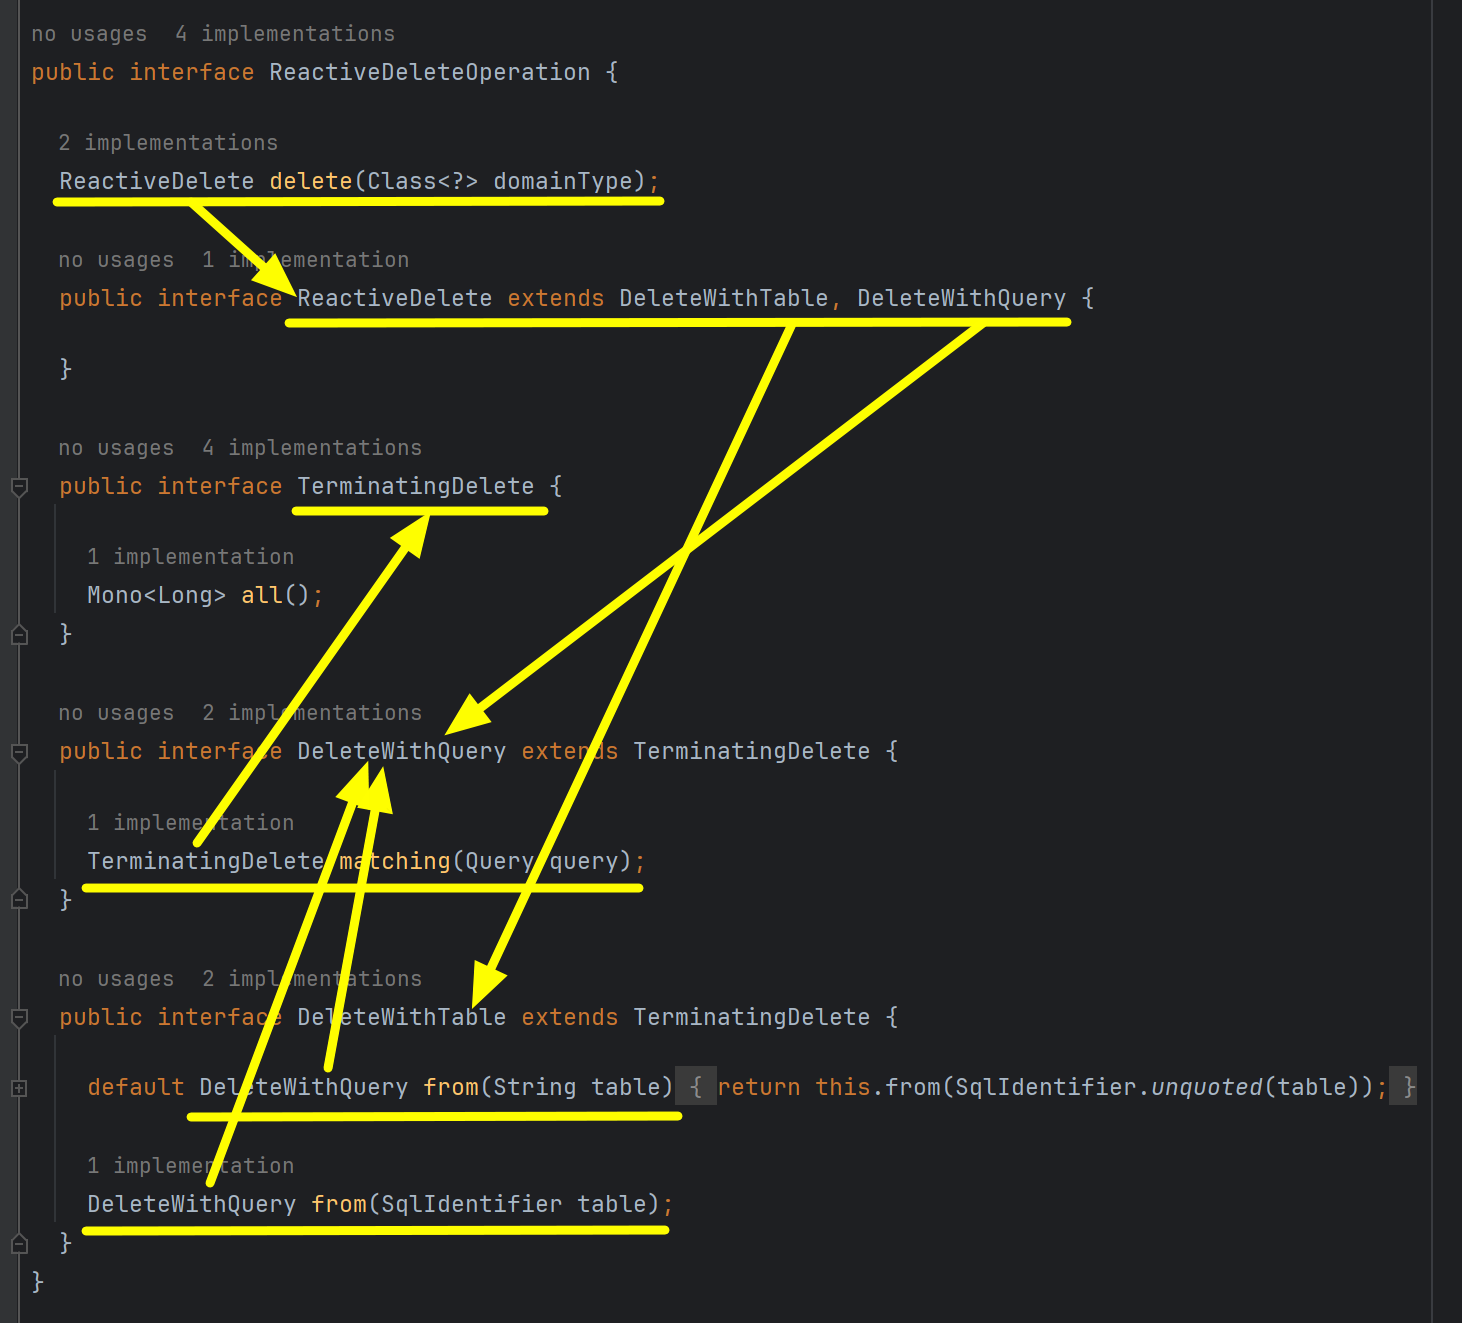 no usages  4 implementations
public interface ReactiveDeleteOperation {
2 implementations
ReactiveDelete delete(Class<?> domainType);
no usages  1 implementation
public interface ReactiveDelete extends DeleteWithTable, DeleteWithQuery {
}
no usages  4 implementations
public interface TerminatingDelete {
1 implementation
Mono<Long> all();
}
no usages  2 implementations
public interface DeleteWithQuery extends TerminatingDelete {
1 implementation
TerminatingDelete matching(Query query);
}
no usages  2 implementations
public interface DeleteWithTable extends TerminatingDelete {
default DeleteWithQuery from(String table) { return this.from(SqlIdentifier.unquoted(table)); }
1 implementation
DeleteWithQuery from(SqlIdentifier table);
}
}